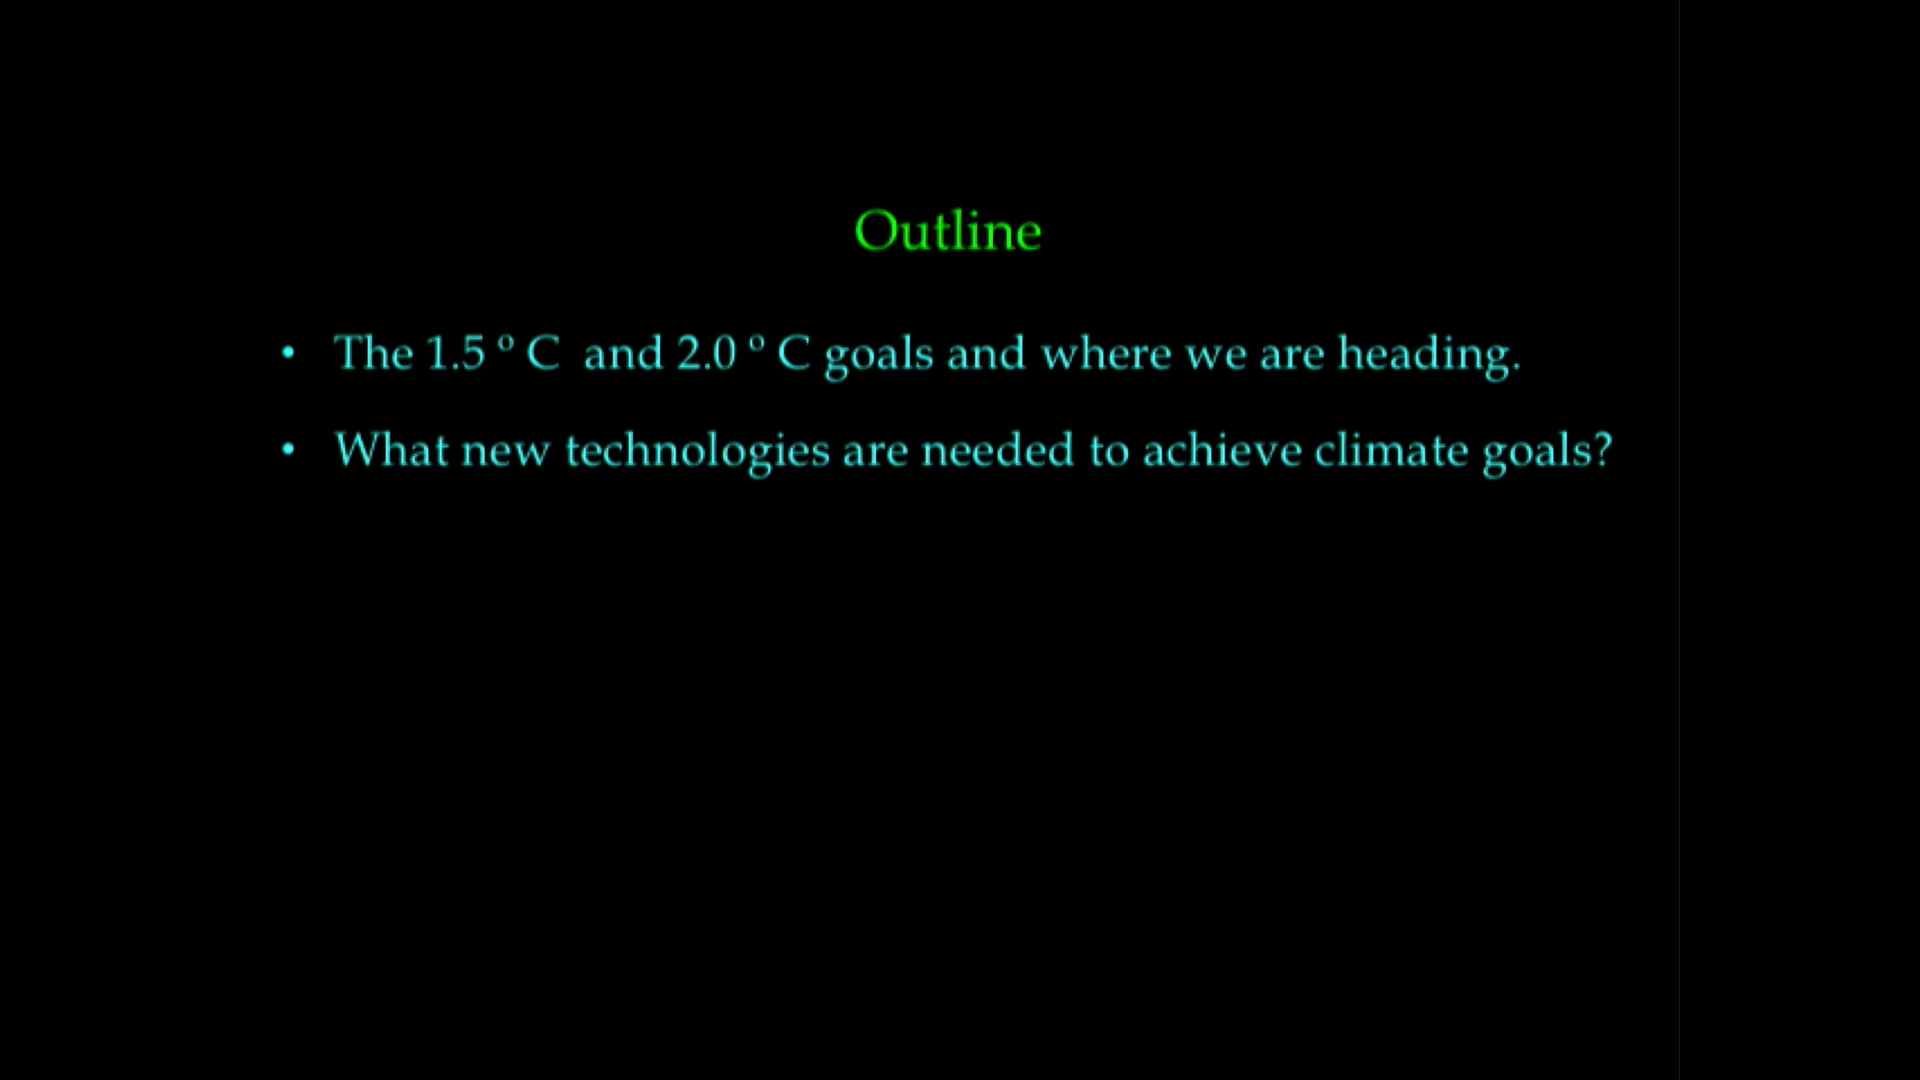 Outline
• The 1.5 º C  and 2.0 º C goals and where we are heading.
• What new technologies are needed to achieve climate goals?